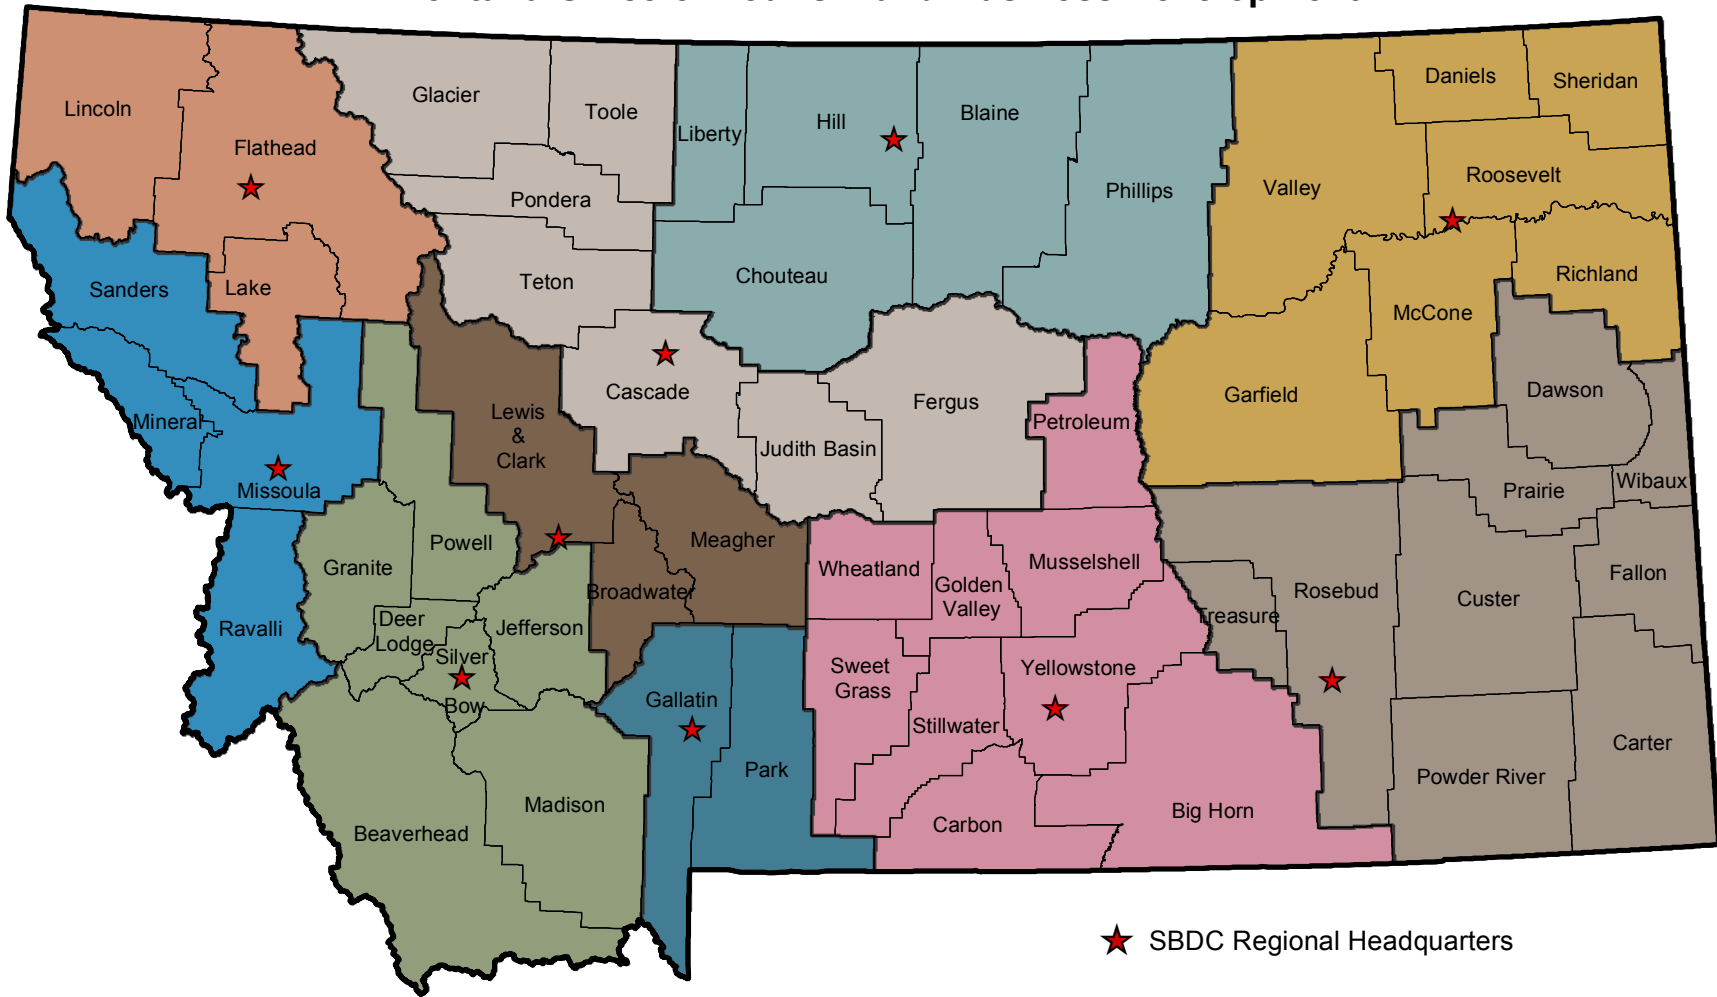 Daniels
Sheridan
Glacier
Toole
Lincoln
Liberty
Hill
Blaine
Flathead
Roosevelt
Valley
Phillips
Pondera
Richland
Chouteau
Teton
Sanders
Lake
McCone
Dawson
Cascade
Garfield
Fergus
Lewis
&
Clark
Petroleum
Mineral
Judith Basin
Wibaux
Prairie
Missoula
Meagher
Powell
Musselshell
Wheatland
Granite
Fallon
Golden
Valley
Rosebud
Broadwater
Custer
Treasure
Deer
Lodge
Ravalli
Jefferson
Silver
Bow
Sweet
Grass
Yellowstone
Gallatin
Stillwater
Carter
Park
Powder River
Madison
Big Horn
Carbon
Beaverhead
SBDC Regional Headquarters